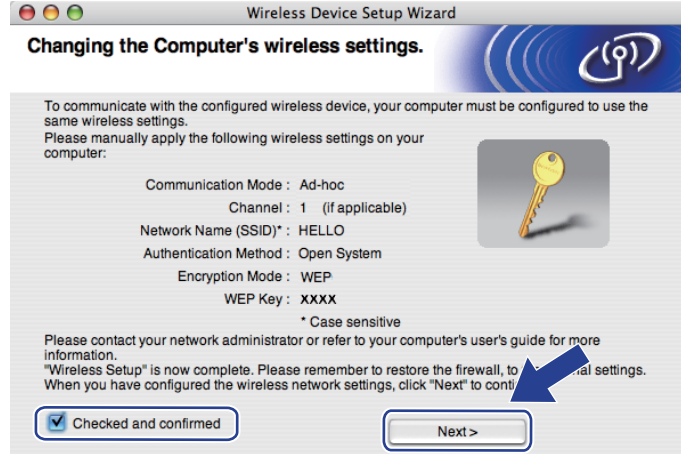 Wireless Device Setup Wizard
Changing the Computer's wireless settings.
To communicate with the configured wireless device, your computer must be configured to use the
same wireless settings.
Please manually apply the following wireless settings on your
computer:
Communication Mode : Ad-hoc
Channel : 1 (if applicable)
Network Name (SSID)* : HELLO
Authentication Method : Open System
Encryption Mode : WEP
WEP Key : XXXX
* Case sensitive
Please contact your network administrator or refer to your computer's user's guide for more
information.
"Wireless Setup" is now complete. Please remember to restore the firewall, to settings.
When you have configured the wireless network settings, click "Next" to
Checked and confirmed
Next >